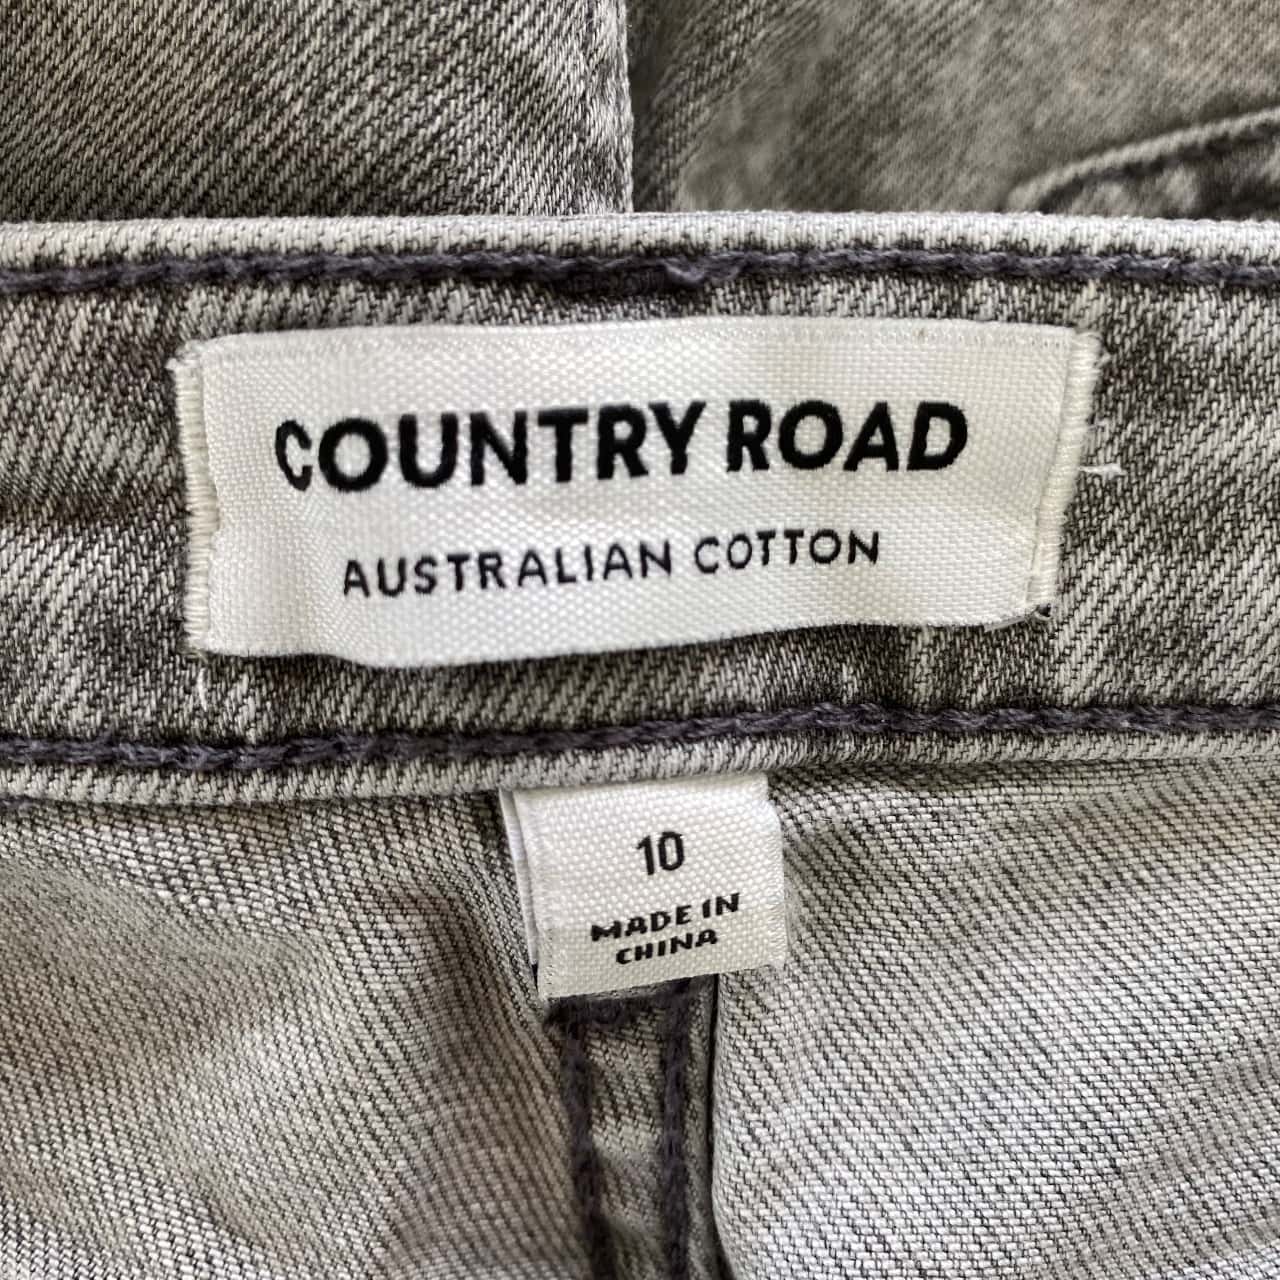 COUNTRY ROAD
AUSTRALIAN COTTON
10
MADE IN
CHINA